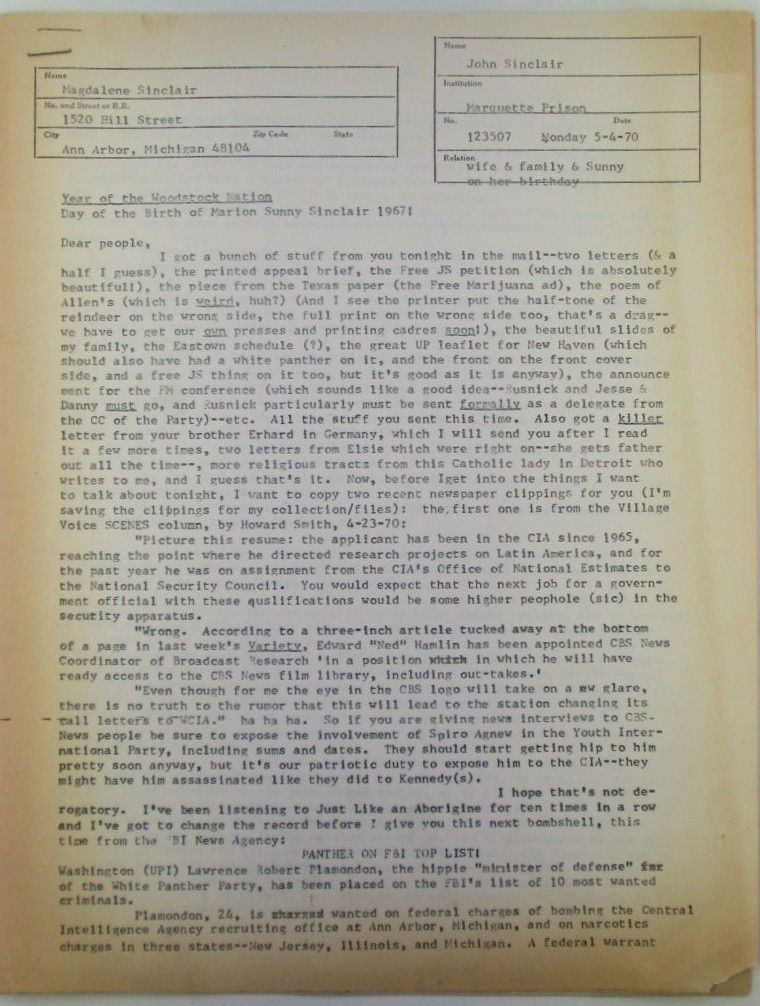 Name
Magdalene Sinclair
No. and Street or R.R.
1520 Hill Street
City Zip Code State
Ann Arbor, Michigan 48104
Name
John Sinclair
Institution
Marquette Prison
No. Date
123507 Monday 5-4-70
Relation
wife & family & Sunny
on her birthday
Year of the Woodstock Nation
Day of the Birth of Marion Sunny Sinclair 1967!
Dear people,
I got a bunch of stuff from you tonight in the mail--two letters (& a
half I guess), the printed appeal brief, the Free JS petition (which is absolutely
beautiful!), the piece from the Texas paper (the Free Marijuana ad), the poem of
Allen's (which is weird, huh?) (And I see the printer put the half-tone of the
reindeer on the wrong side, the full print on the wrong side too, that's a drag--
we have to get our own presses and printing cadres soon!), the beautiful slides of
my family, the Eastown schedule (?), the great UP leaflet for New Haven (which
should also have had a white panther on it, and the front on the front cover
side, and a free JS thing on it too, but it's good as it is anyway), the announce
ment for the FM conference (which sounds like a good idea--Rusnick and Jesse &
Danny must go, and Rusnick particularly must be sent formally as a delegate from
the CC of the Party)--etc. All the stuff you sent this time. Also got a killer
letter from your brother Erhard in Germany, which I will send you after I read
it a few more times, two letters from Elsie which were right on--she gets father
out all the time--, more religious tracts from this Catholic lady in Detroit who
writes to me, and I guess that's it. Now, before Iget into the things I want
to talk about tonight, I want to copy two recent newspaper clippings for you (I'm
saving the clippings for my collection/files): the first one is from the Village
Voice SCENES column, by Howard Smith, 4-23-70:
"Picture this resume: the applicant has been in the CIA since 1965,
reaching the point where he directed research projects on Latin America, and for
the past year he was on assignment from the CIA's Office of National Estimates to
the National Security Council. You would expect that the next job for a govern-
ment official with these quslifications would be some higher peophole (sic) in the
secutity apparatus.
"Wrong. According to a three-inch article tucked away at the bottom
of a page in last week's Variety, Edward "Ned" Hamlin has been appointed CBS News
Coordinator of Broadcast Research 'in a position which in which he will have
ready access to the CBS News film library, including out-takes.'
"Even though for me the eye in the CBS logo will take on a new glare,
there is no truth to the rumor that this will lead to the station changing its
call letters to WCIA." ha ha ha. So if you are giving news interviews to CBS-
News people be sure to expose the involvement of Spiro Agnew in the Youth Inter-
national Party, including sums and dates. They should start getting hip to him
pretty soon anyway, but it's our patriotic duty to expose him to the CIA--they
might have him assassinated like they did to Kennedy(s).
I hope that's not de-
rogatory. I've been listening to Just Like an Aborigine for ten times in a row
and I've got to change the record before I give you this next bombshell, this
time from the BI News Agency:
PANTHER ON FBI TOP LIST!
Washington (UPI) Lawrence Robert Plamondon, the hippie "minister of defense"
of the White Panther Party, has been placed on the FBI's list of 10 most wanted
criminals.
Plamondon, 24, is charged wanted on federal charges of bombing the Central
Intelligence Agency recruiting office at Ann Arbor, Michigan, and on narcotics
charges in three states--New Jersey, Illinois, and Michigan. A federal warrant